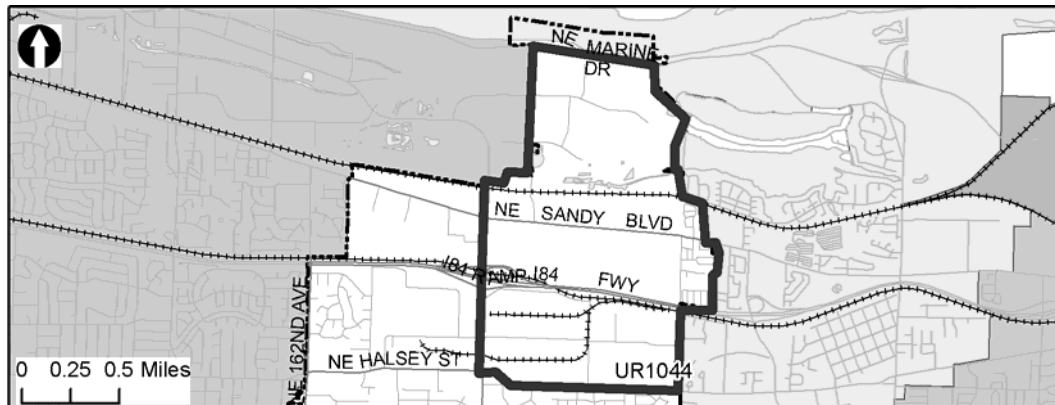 NE MARINE
DR
NE SANDY BLVD
I84 RAMP I84 FWY
NE 162ND AVE
NE HALSEY ST
UR1044
0 0.25 0.5 Miles